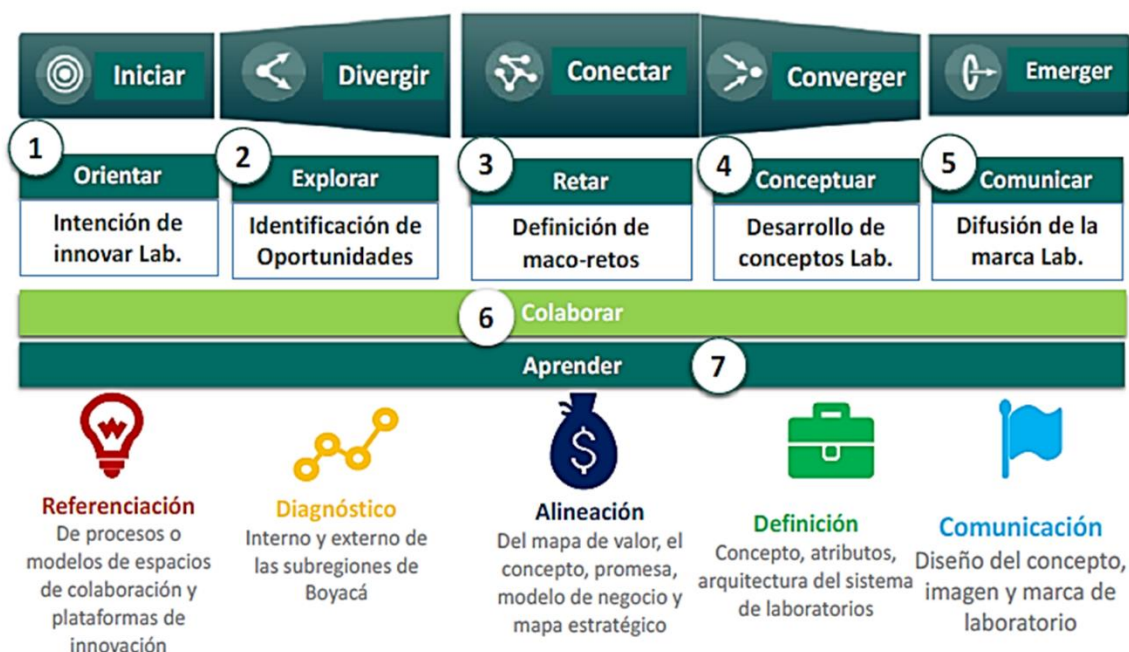 Iniciar
Divergir
Conectar
Converger
Emerger
1
Orientar
Intención de
innovar Lab.
2
Explorar
Identificación de
Oportunidades
3
Retar
Definición de
maco-retos
4
Conceptuar
Desarrollo de
conceptos Lab.
5
Comunicar
Difusión de la
marca Lab.
6
Colaborar
Aprender
7
Referenciación
De procesos o
modelos de espacios
de colaboración y
plataformas de
innovación
Diagnóstico
Interno y externo de
las subregiones de
Boyacá
$
Alineación
Del mapa de valor, el
concepto, promesa,
modelo de negocio y
mapa estratégico
Definición
Concepto, atributos,
arquitectura del sistema
de laboratorios
Comunicación
Diseño del concepto,
imagen y marca de
laboratorio